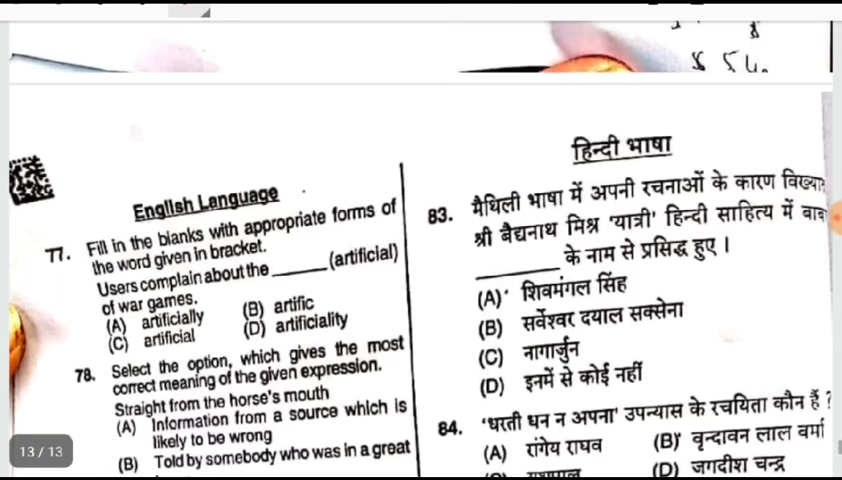 English Language
77. Fill in the blanks with appropriate forms of
the word given in bracket.
Users complain about the ______ (artificial)
of war games.
(A) artificially (B) artific
(C) artificial (D) artificiality
78. Select the option, which gives the most
correct meaning of the given expression.
Straight from the horse's mouth
(A) Information from a source which is
likely to be wrong
(B) Told by somebody who was in a great
हिन्दी भाषा
83. मैथिली भाषा में अपनी रचनाओं के कारण
श्री बैद्यनाथ मिश्र 'यात्री' हिन्दी साहित्य में
______ के नाम से प्रसिद्ध हुए ।
(A) शिवमंगल सिंह
(B) सर्वेश्वर दयाल सक्सेना
(C) नागार्जुन
(D) इनमें से कोई नहीं
84. 'धरती धन न अपना' उपन्यास के रचयिता कौन हैं ?
(A) रांगेय राघव (B) वृन्दावन लाल वर्मा
(D) जगदीश चन्द्र
13 / 13